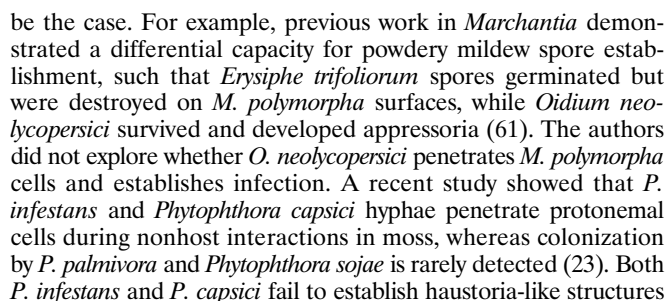 be the case. For example, previous work in Marchantia demon-
strated a differential capacity for powdery mildew spore estab-
lishment, such that Erysiphe trifoliorum spores germinated but
were destroyed on M. polymorpha surfaces, while Oidium neo-
lycopersici survived and developed appressoria (61). The authors
did not explore whether O. neolycopersici penetrates M. polymorpha
cells and establishes infection. A recent study showed that P.
infestans and Phytophthora capsici hyphae penetrate protonemal
cells during nonhost interactions in moss, whereas colonization
by P. palmivora and Phytophthora sojae is rarely detected (23). Both
P. infestans and P. capsici fail to establish haustoria-like structures